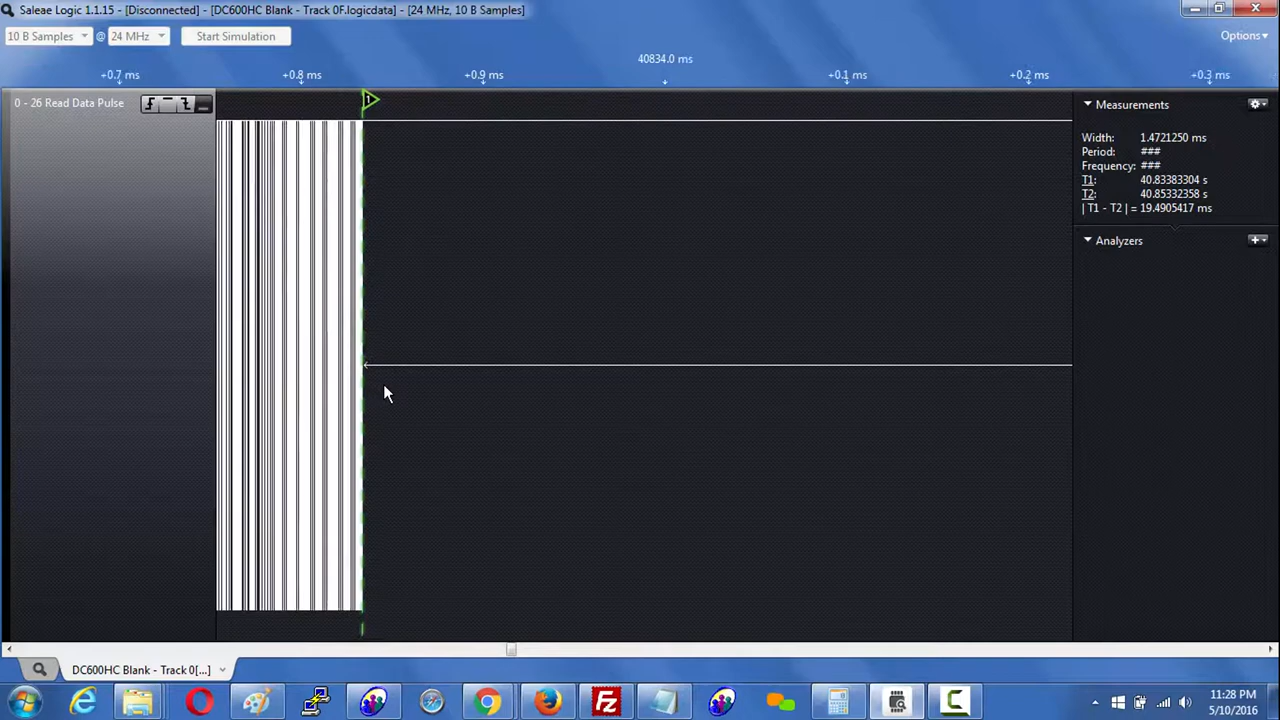 Saleae Logic 1.1.15 - [Disconnected] - [DC600HC Blank - Track 0F.logicdata] - [24 MHz, 10 B Samples]
10 B Samples @ 24 MHz Start Simulation
Options
40834.0 ms
+0.7 ms +0.8 ms +0.9 ms +0.1 ms +0.2 ms +0.3 ms
0 - 26 Read Data Pulse
1
Measurements
Width: 1.4721250 ms
Period: ###
Frequency: ###
T1: 40.83383304 s
T2: 40.85332358 s
| T1 - T2 | = 19.4905417 ms
Analyzers
DC600HC Blank - Track 0[...]
11:28 PM
5/10/2016